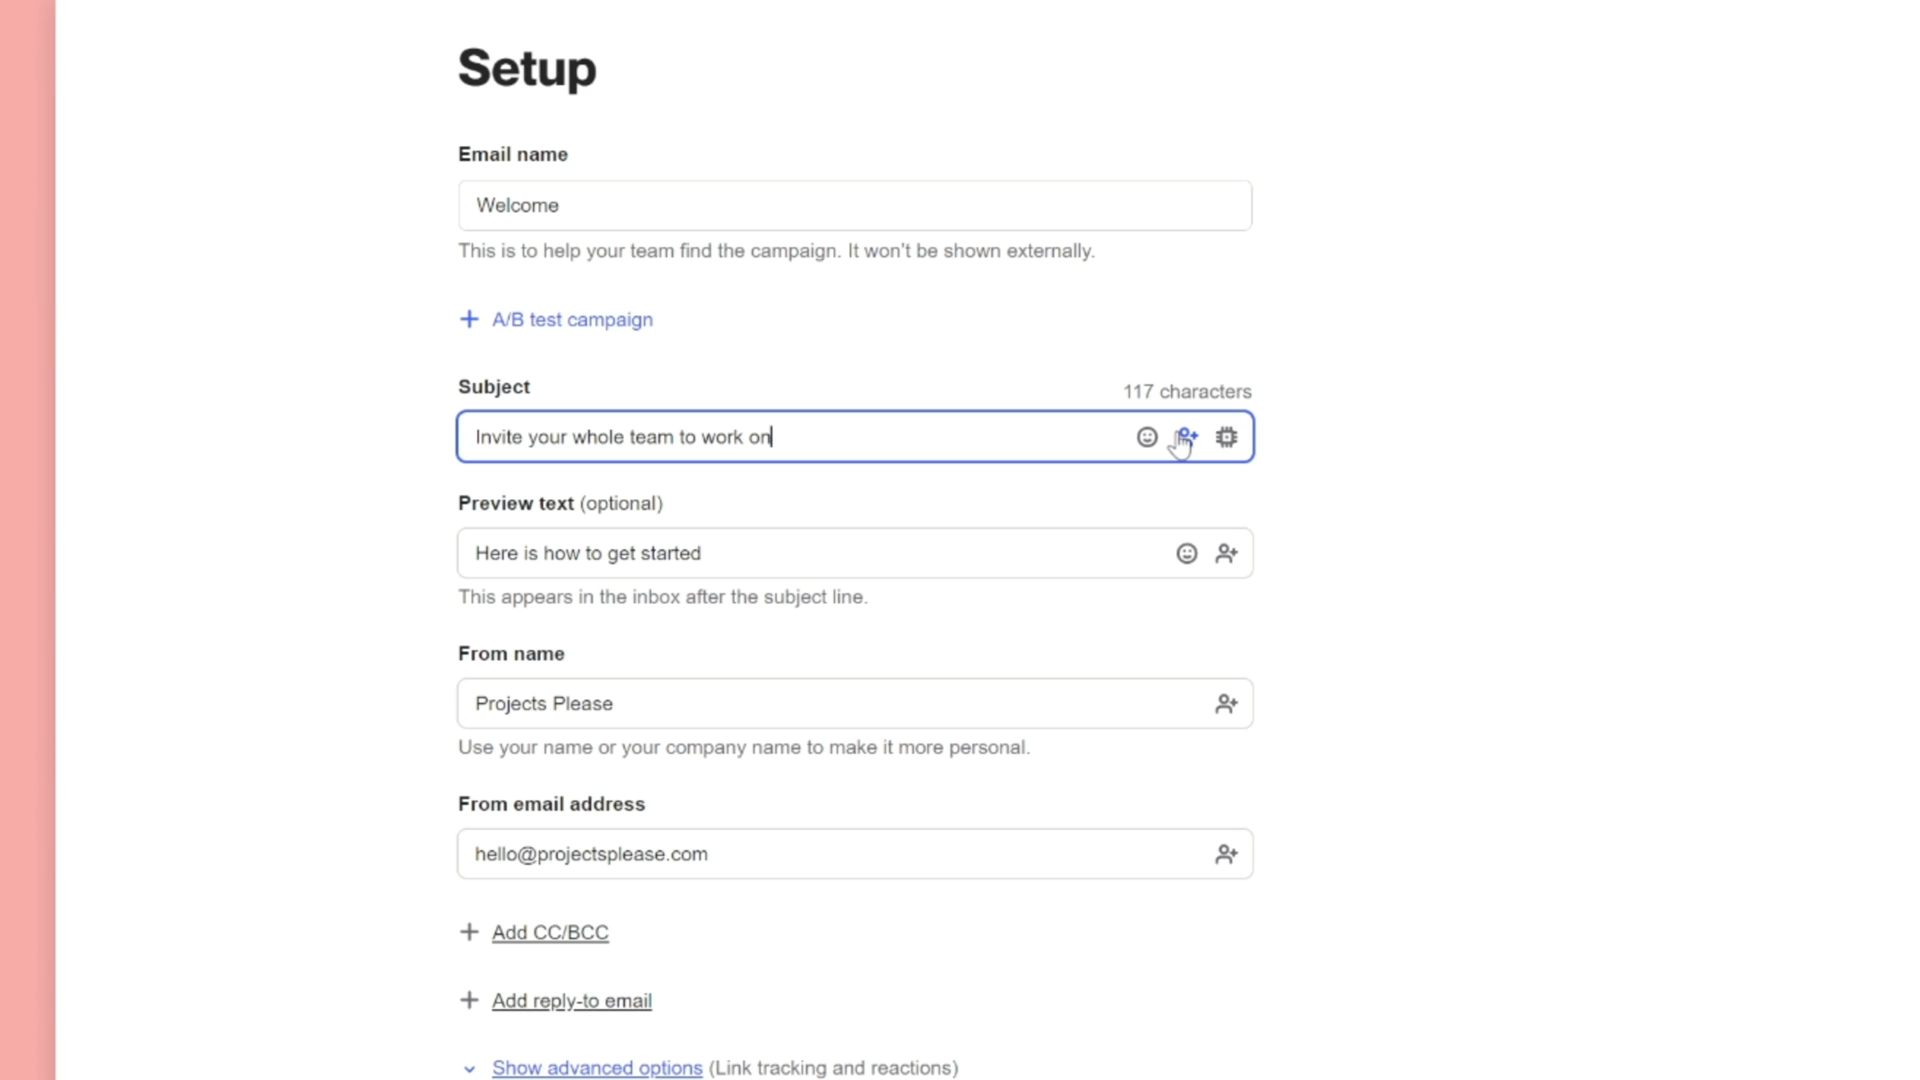 Setup
Email name
Welcome
This is to help your team find the campaign. It won't be shown externally.
A/B test campaign
Subject
117 characters
Invite your whole team to work on
Preview text (optional)
Here is how to get started
This appears in the inbox after the subject line.
From name
Projects Please
Use your name or your company name to make it more personal.
From email address
hello@projectsplease.com
Add CC/BCC
Add reply-to email
Show advanced options (Link tracking and reactions)